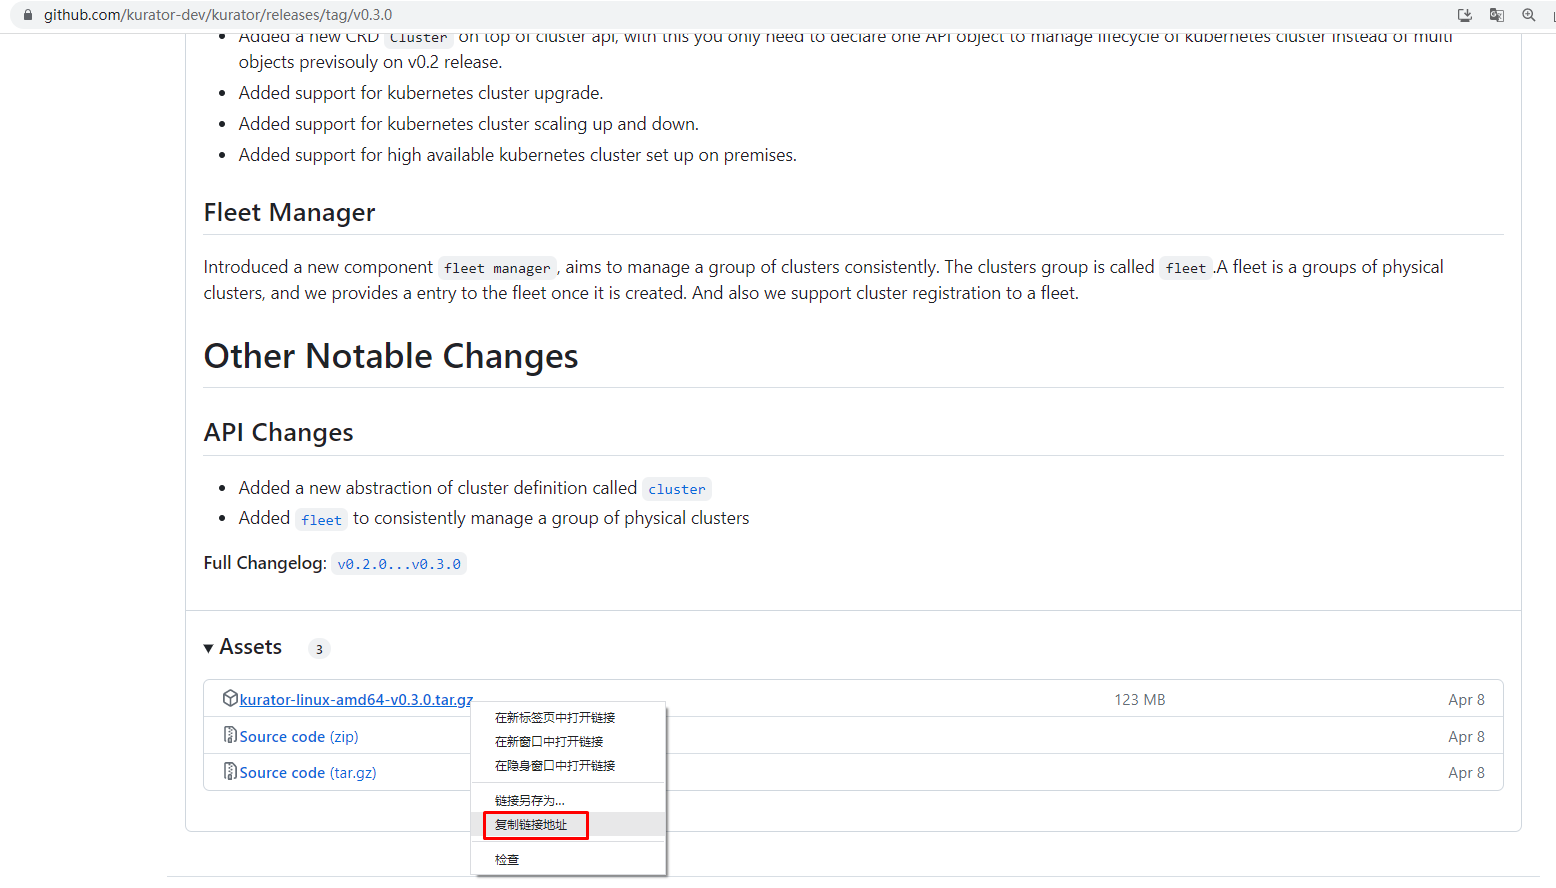 github.com/kurator-dev/kurator/releases/tag/v0.3.0
Added a new CRD cluster on top of cluster api, with this you only need to declare one API object to manage lifecycle of kubernetes cluster instead of multi
objects previsouly on v0.2 release.
Added support for kubernetes cluster upgrade.
Added support for kubernetes cluster scaling up and down.
Added support for high available kubernetes cluster set up on premises.
Fleet Manager
Introduced a new component fleet manager , aims to manage a group of clusters consistently. The clusters group is called fleet .A fleet is a groups of physical
clusters, and we provides a entry to the fleet once it is created. And also we support cluster registration to a fleet.
Other Notable Changes
API Changes
Added a new abstraction of cluster definition called cluster
Added fleet to consistently manage a group of physical clusters
Full Changelog: v0.2.0...v0.3.0
Assets 3
kurator-linux-amd64-v0.3.0.tar.gz 123 MB Apr 8
Source code (zip) Apr 8
Source code (tar.gz) Apr 8
在新标签页中打开链接
在新窗口中打开链接
在隐身窗口中打开链接
链接另存为...
复制链接地址
检查